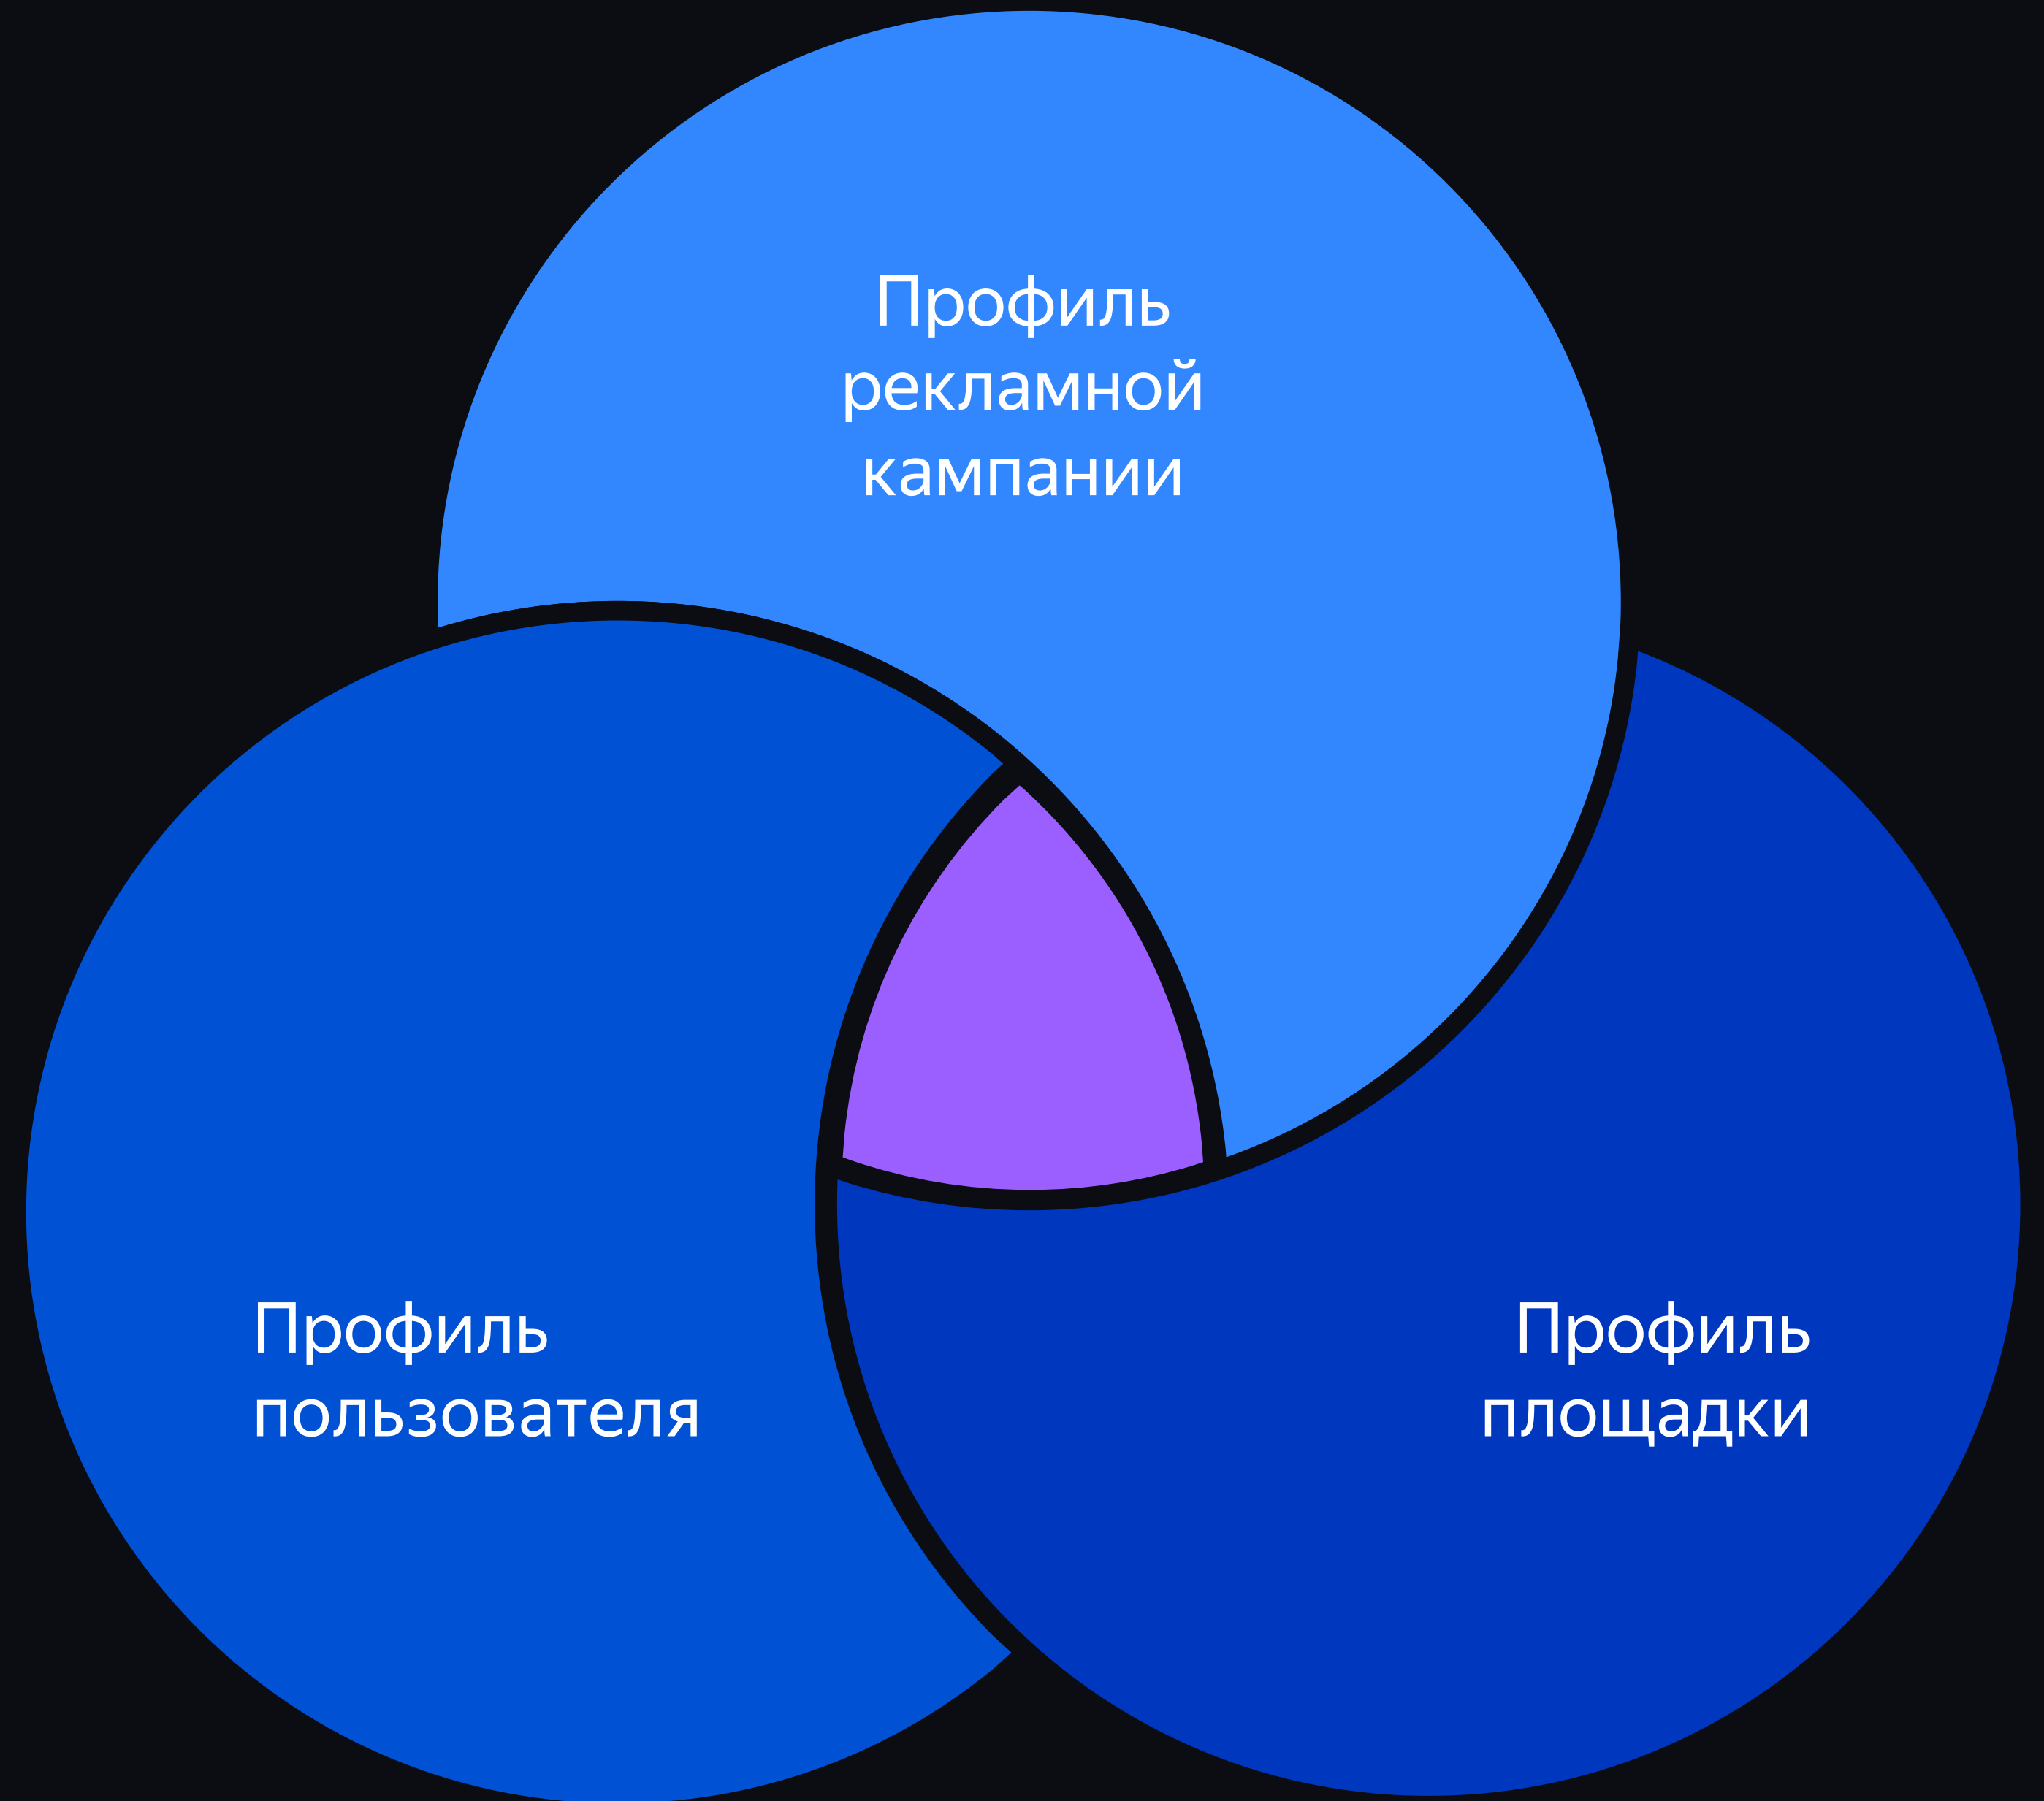 Профиль
рекламной
кампании
Профиль
пользователя
Профиль
площадки